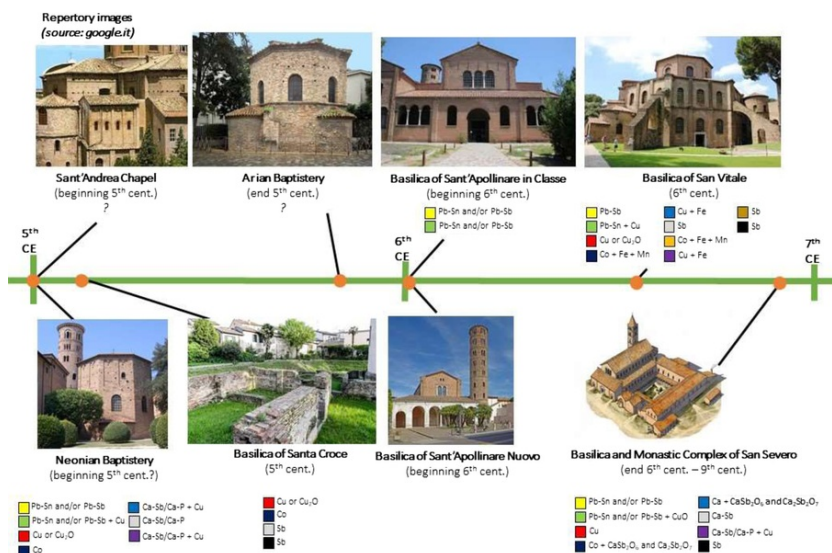 Repertory images
(source: google.it)
Sant'Andrea Chapel
(beginning 5th cent.)
?
Arian Baptistery
(end 5th cent.)
?
Basilica of Sant'Apollinare in Classe
(beginning 6th cent.)
Pb-Sn and/or Pb-Sb
Pb-Sn and/or Pb-Sb
Basilica of San Vitale
(6th cent.)
Pb-Sb
Pb-Sn + Cu
Cu or Cu₂O
Co + Fe + Mn
Cu + Fe
Sb
Co + Fe + Mn
Cu + Fe
Sb
Sb
5th
CE
6th
CE
7th
CE
Neonian Baptistery
(beginning 5th cent.?)
Pb-Sn and/or Pb-Sb
Pb-Sn and/or Pb-Sb + Cu
Cu or Cu₂O
Co
Ca-Sb/Ca-P + Cu
Ca-Sb/Ca-P
Ca-Sb/Ca-P + Cu
Basilica of Santa Croce
(5th cent.)
Cu or Cu₂O
Co
Sb
Sb
Basilica of Sant'Apollinare Nuovo
(beginning 6th cent.)
Basilica and Monastic Complex of San Severo
(end 6th cent. – 9th cent.)
Pb-Sn and/or Pb-Sb
Pb-Sn and/or Pb-Sb + CuO
Cu
Co + CaSb₂O₆ and Ca₂Sb₂O₇
Ca + CaSb₂O₆ and Ca₂Sb₂O₇
Ca-Sb
Ca-Sb/Ca-P + Cu
Sb